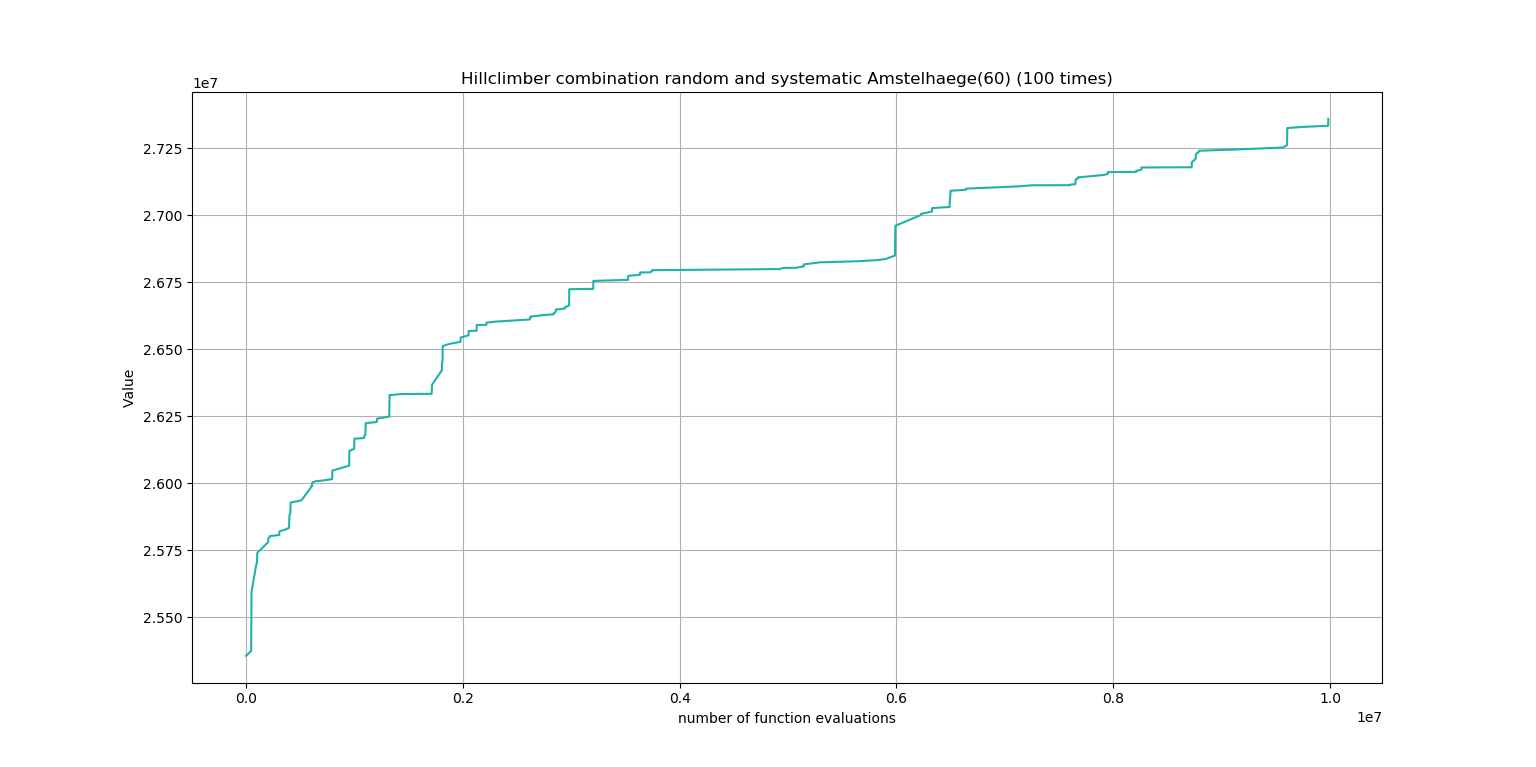 Hillclimber combination random and systematic Amstelhaege(60) (100 times)
1e7
2.725
2.700
2.675
2.650
2.625
2.600
2.575
2.550
Value
0.0 0.2 0.4 0.6 0.8 1.0
number of function evaluations
1e7